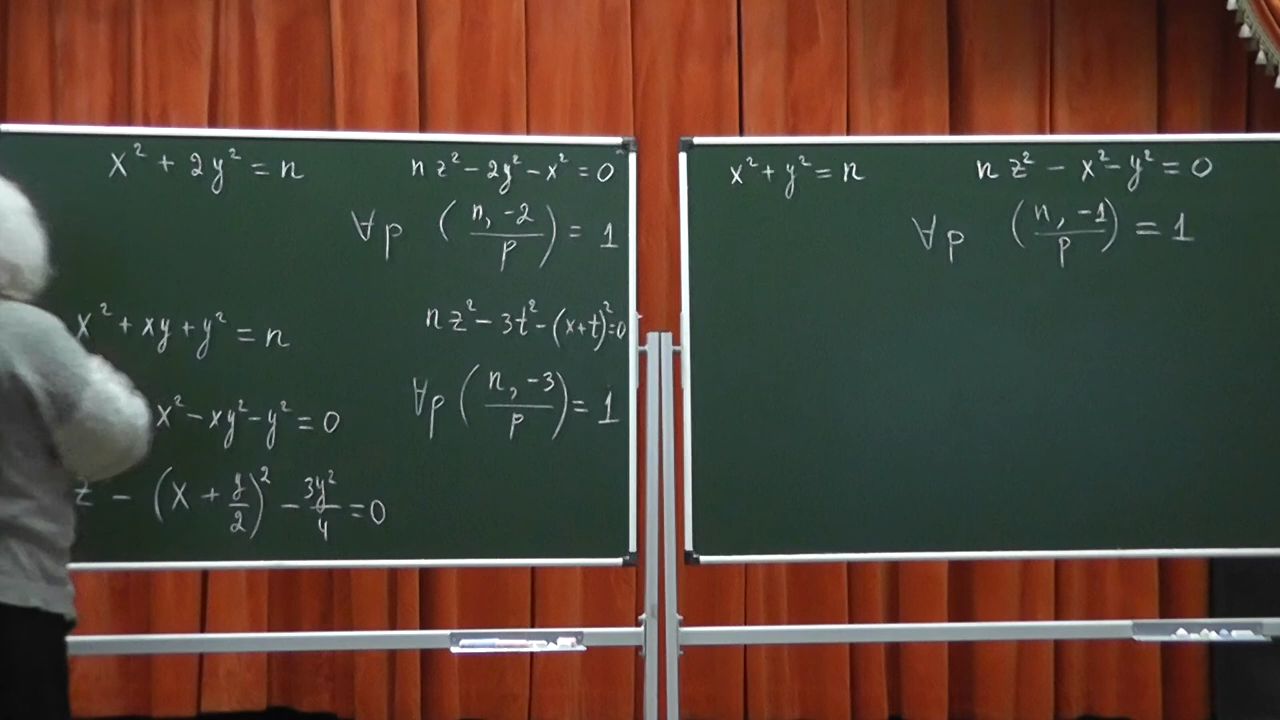 x² + 2y² = n
nz² − 2y² − x² = 0
∀p (n, −2 / p) = 1
x² + xy + y² = n
nz² − 3t² − (x+t)² = 0
∀p (n, −3 / p) = 1
x² − xy² − y² = 0
z − (x + y/2)² − 3y²/4 = 0
x² + y² = n
nz² − x² − y² = 0
∀p (n, −1 / p) = 1